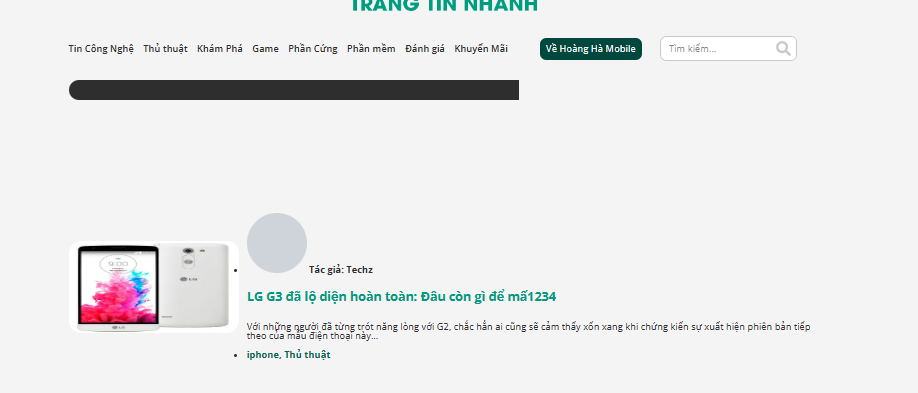 TRANG TIN NHANH
Tin Công Nghệ Thủ thuật Khám Phá Game Phần Cứng Phần mềm Đánh giá Khuyến Mãi Về Hoàng Hà Mobile Tìm kiếm...
Tác giả: Techz
LG G3 đã lộ diện hoàn toàn: Đâu còn gì để mấ1234
Với những người đã từng trót nặng lòng với G2, chắc hẳn ai cũng sẽ cảm thấy xốn xang khi chứng kiến sự xuất hiện phiên bản tiếp
theo của mẫu điện thoại này...
iphone, Thủ thuật